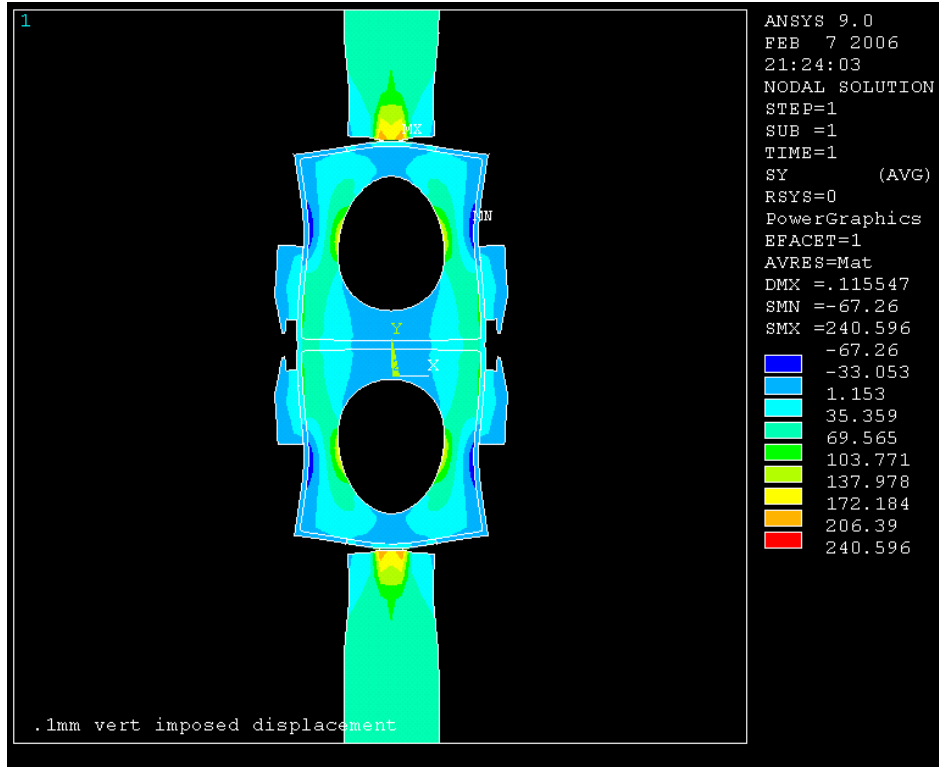 1
ANSYS 9.0
FEB 7 2006
21:24:03
NODAL SOLUTION
STEP=1
SUB =1
TIME=1
SY (AVG)
RSYS=0
PowerGraphics
EFACET=1
AVRES=Mat
DMX =.115547
SMN =-67.26
SMX =240.596
-67.26
-33.053
1.153
35.359
69.565
103.771
137.978
172.184
206.39
240.596
MX
MN
Y
X
.1mm vert imposed displacement